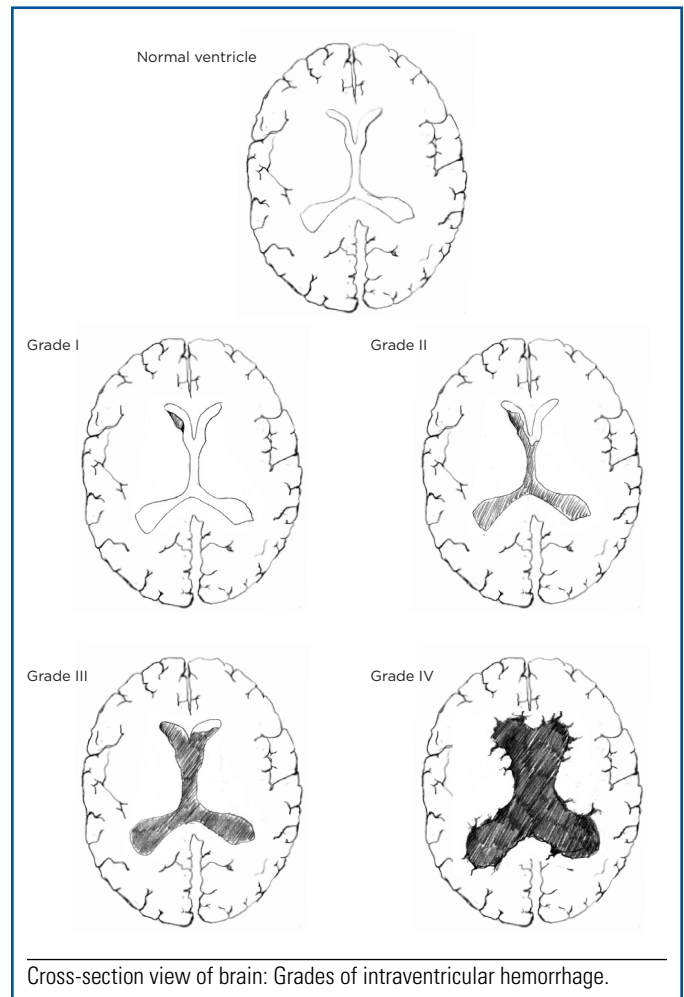 Normal ventricle
Grade I
Grade II
Grade III
Grade IV
Cross-section view of brain: Grades of intraventricular hemorrhage.